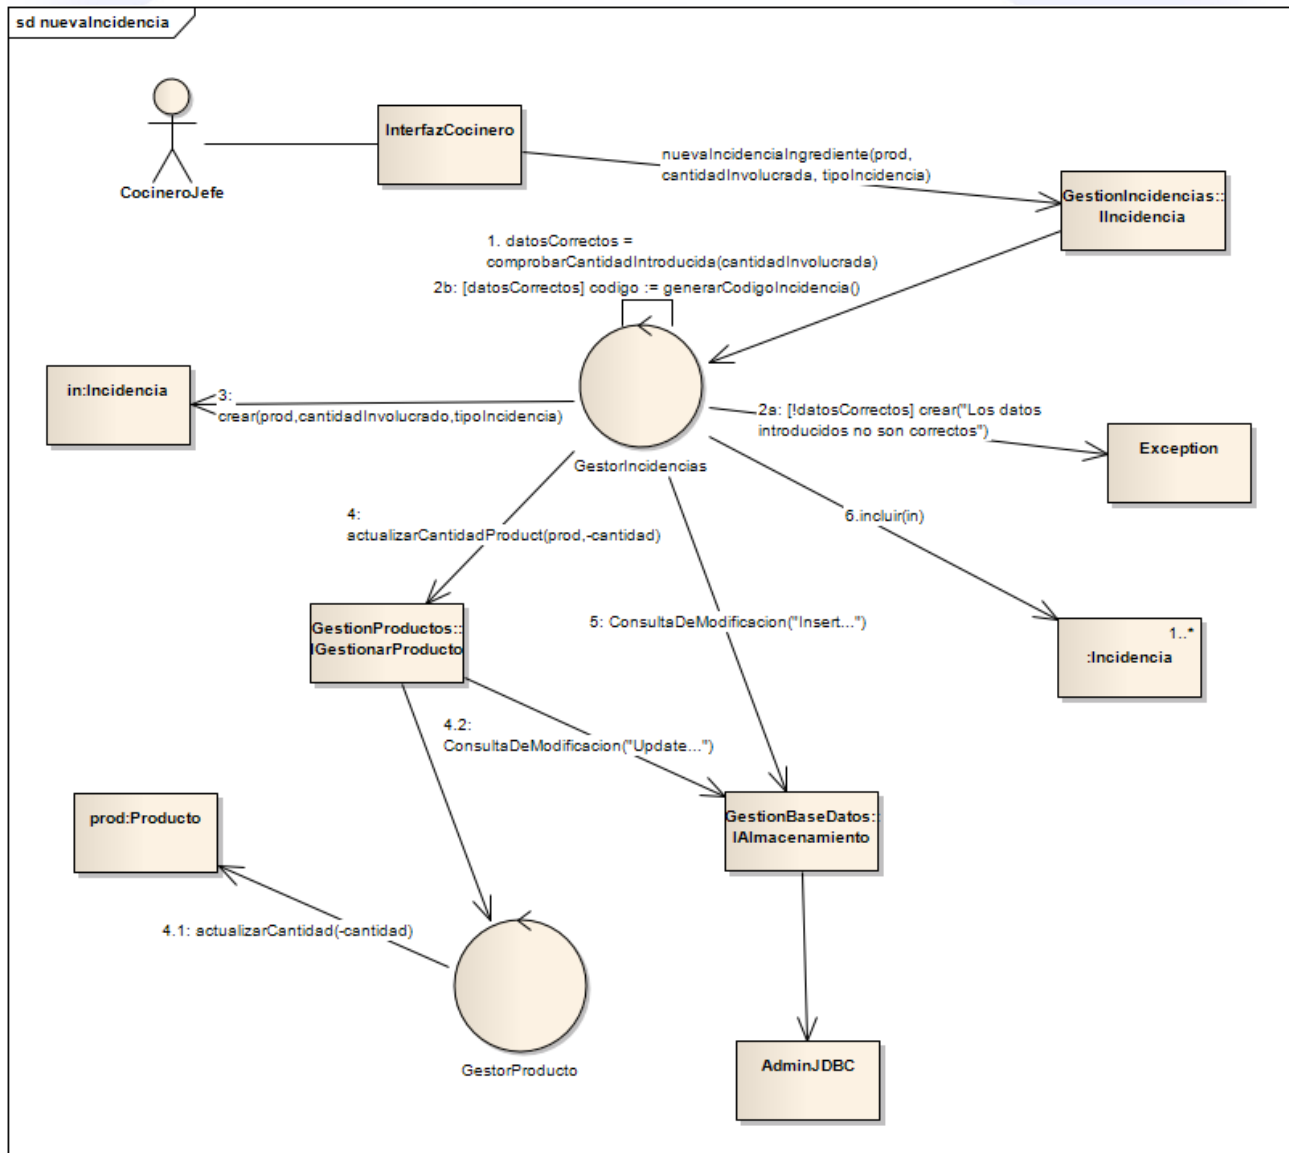 sd nuevaIncidencia
CocineroJefe
InterfazCocinero
nuevaIncidenciaIngrediente(prod,
cantidadInvolucrada, tipoIncidencia)
GestionIncidencias::
IIncidencia
1. datosCorrectos =
comprobarCantidadIntroducida(cantidadInvolucrada)
2b: [datosCorrectos] codigo := generarCodigoIncidencia()
in:Incidencia
3:
crear(prod,cantidadInvolucrado,tipoIncidencia)
GestorIncidencias
2a: [!datosCorrectos] crear("Los datos
introducidos no son correctos")
Exception
4:
actualizarCantidadProduct(prod,-cantidad)
6.incluir(in)
GestionProductos::
IGestionarProducto
5: ConsultaDeModificacion("Insert...")
1..*
:Incidencia
4.2:
ConsultaDeModificacion("Update...")
prod:Producto
GestionBaseDatos::
IAlmacenamiento
4.1: actualizarCantidad(-cantidad)
GestorProducto
AdminJDBC